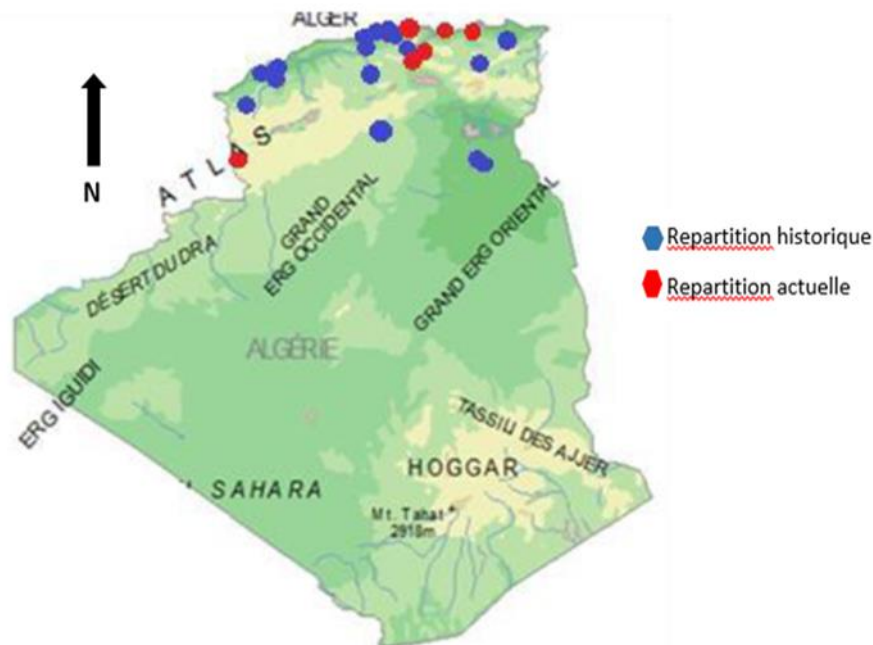 ALGER
N
ATLAS
DÉSERT DU DRA
GRAND
ERG OCCIDENTAL
GRAND ERG ORIENTAL
Repartition historique
Repartition actuelle
ALGÉRIE
ERG IGUIDI
TASSILI DES AJJER
HOGGAR
SAHARA
Mt. Tahat
2918m